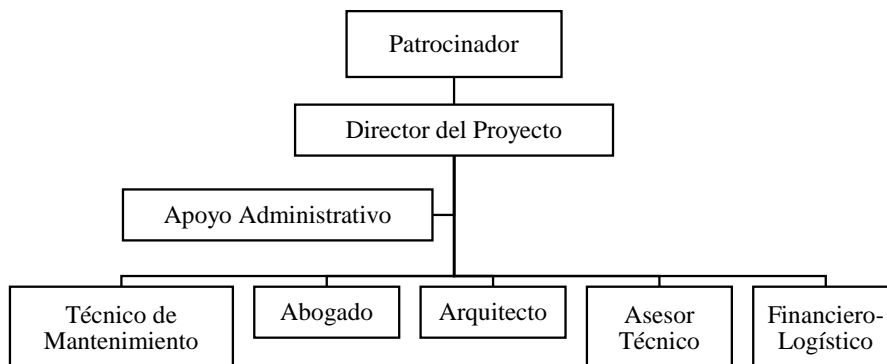 Patrocinador
Director del Proyecto
Apoyo Administrativo
Técnico de
Mantenimiento
Abogado
Arquitecto
Asesor
Técnico
Financiero-
Logístico